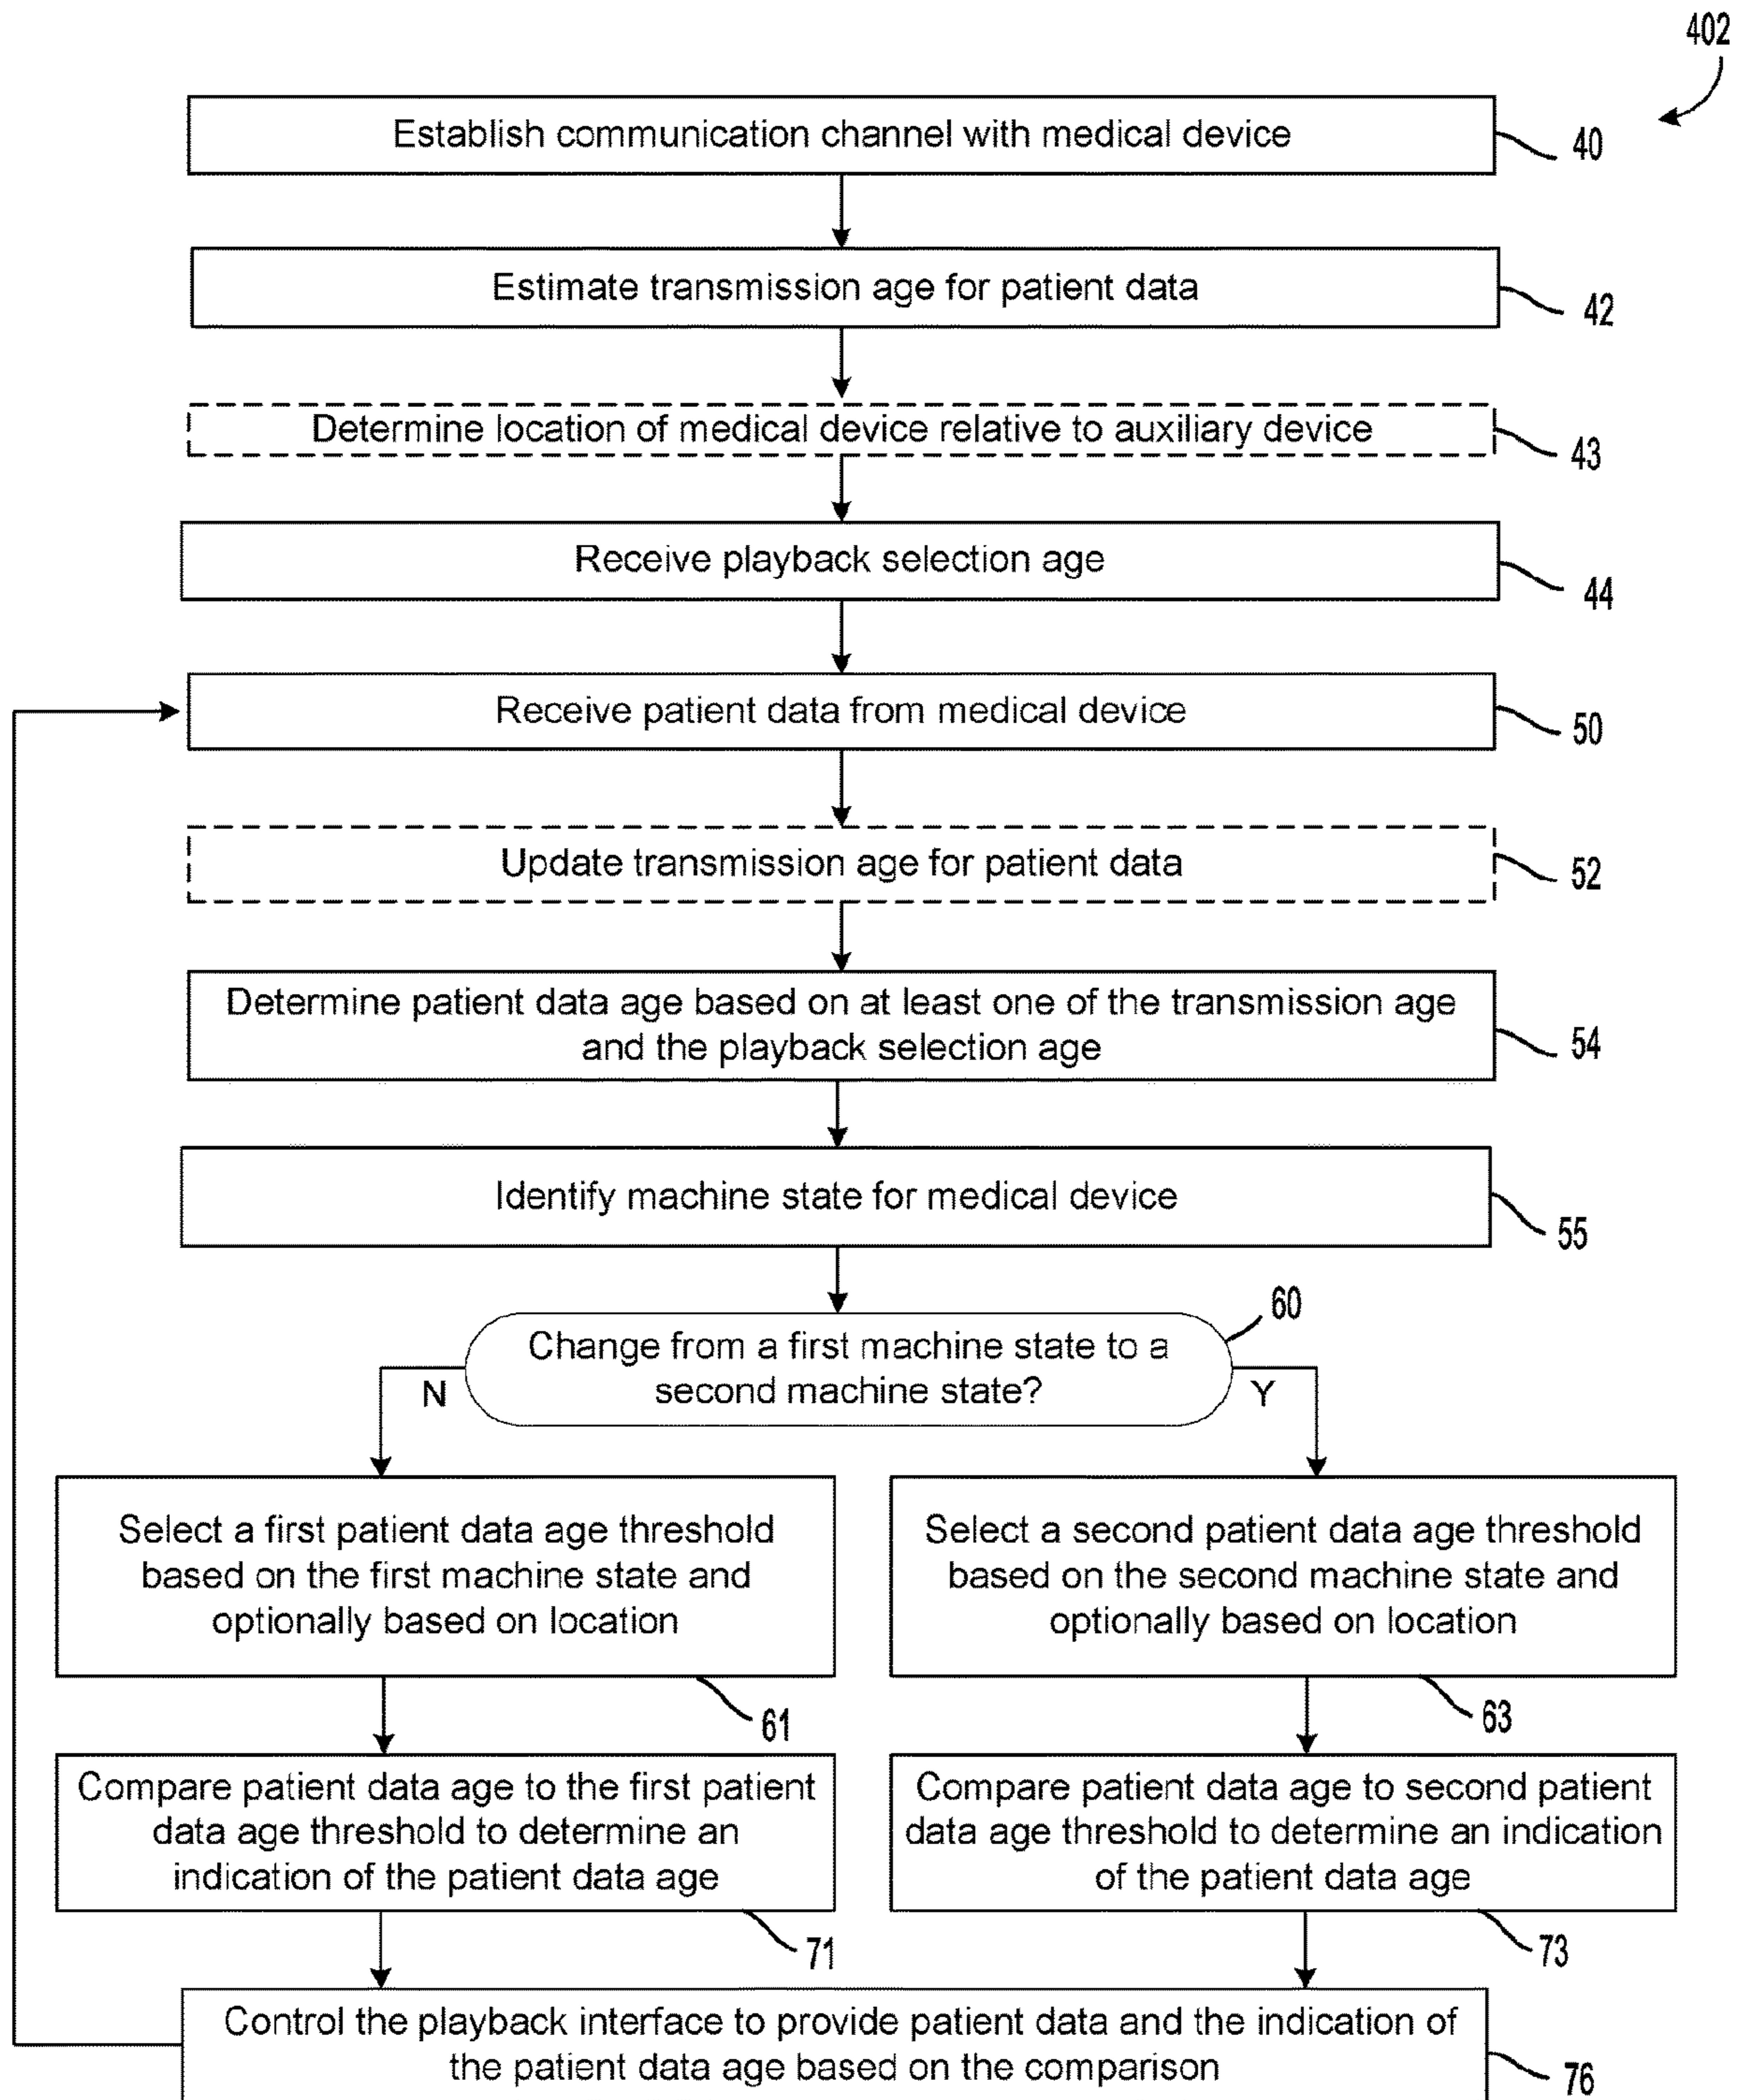 402
Establish communication channel with medical device
40
Estimate transmission age for patient data
42
Determine location of medical device relative to auxiliary device
43
Receive playback selection age
44
Receive patient data from medical device
50
Update transmission age for patient data
52
Determine patient data age based on at least one of the transmission age
and the playback selection age
54
Identify machine state for medical device
55
60
Change from a first machine state to a
second machine state?
N
Y
Select a first patient data age threshold
based on the first machine state and
optionally based on location
61
Select a second patient data age threshold
based on the second machine state and
optionally based on location
63
Compare patient data age to the first patient
data age threshold to determine an
indication of the patient data age
71
Compare patient data age to second patient
data age threshold to determine an indication
of the patient data age
73
Control the playback interface to provide patient data and the indication of
the patient data age based on the comparison
76